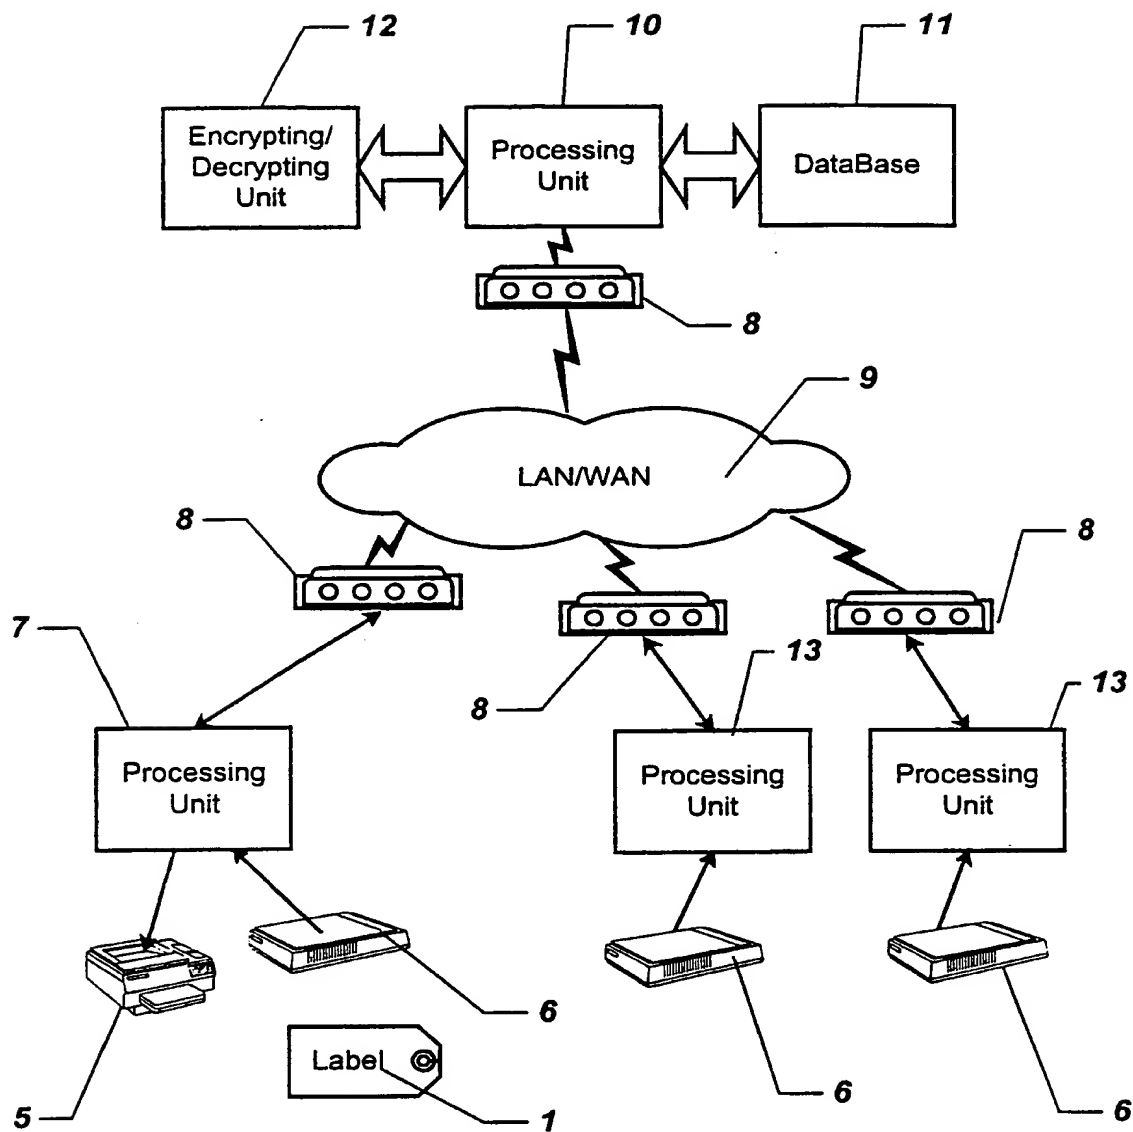 12
10
11
Encrypting/
Decrypting
Unit
Processing
Unit
DataBase
8
9
LAN/WAN
8
8
7
13
8
13
Processing
Unit
Processing
Unit
Processing
Unit
6
6
6
Label
5
1